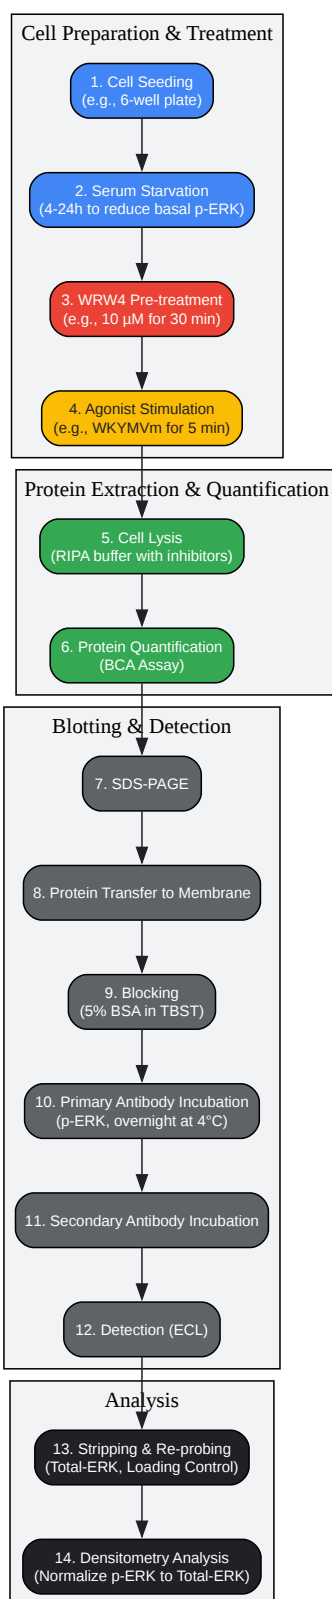 Cell Preparation & Treatment
1. Cell Seeding
(e.g., 6-well plate)
2. Serum Starvation
(4-24h to reduce basal p-ERK)
3. WRW4 Pre-treatment
(e.g., 10 µM for 30 min)
4. Agonist Stimulation
(e.g., WKYMVm for 5 min)
Protein Extraction & Quantification
5. Cell Lysis
(RIPA buffer with inhibitors)
6. Protein Quantification
(BCA Assay)
Blotting & Detection
7. SDS-PAGE
8. Protein Transfer to Membrane
9. Blocking
(5% BSA in TBST)
10. Primary Antibody Incubation
(p-ERK, overnight at 4°C)
11. Secondary Antibody Incubation
12. Detection (ECL)
Analysis
13. Stripping & Re-probing
(Total-ERK, Loading Control)
14. Densitometry Analysis
(Normalize p-ERK to Total-ERK)